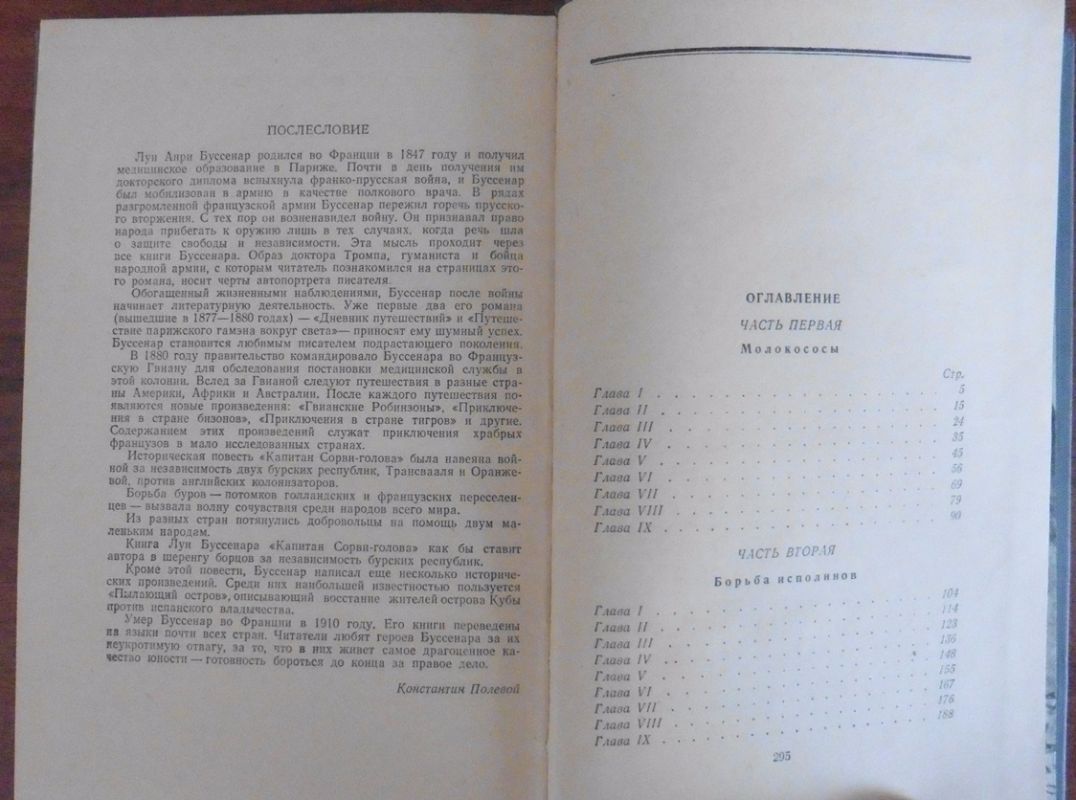 ПОСЛЕСЛОВИЕ
Луи Анри Буссенар родился во Франции в 1847 году и получил
медицинское образование в Париже. Почти в день получения им
докторского диплома вспыхнула франко-прусская война, и Буссенар
был мобилизован в армию в качестве полкового врача. В рядах
разгромленной французской армии Буссенар пережил горечь прусско-
го вторжения. С тех пор он возненавидел войну. Он признавал право
народа прибегать к оружию лишь в тех случаях, когда речь шла
о защите свободы и независимости. Эта мысль проходит через
все книги Буссенара. Образ доктора Тромпа, гуманиста и бойца
народной армии, с которым читатель познакомился на страницах это-
го романа, носит черты автопортрета писателя.
Обогащенный жизненными наблюдениями, Буссенар после войны
начинает литературную деятельность. Уже первые два его романа
(вышедшие в 1877—1880 годах) — «Дневник путешествий» и «Путеше-
ствие парижского гамэна вокруг света»— приносят ему шумный успех.
Буссенар становится любимым писателем подрастающего поколения.
В 1880 году правительство командировало Буссенара во Француз-
скую Гвиану для обследования постановки медицинской службы в
этой колонии. Вслед за Гвианой следуют путешествия в разные стра-
ны Америки, Африки и Австралии. После каждого путешествия по-
являются новые произведения: «Гвианские Робинзоны», «Приключе-
ния в стране бизонов», «Приключения в стране тигров» и другие.
Содержанием этих произведений служат приключения храбрых
французов в мало исследованных странах.
Историческая повесть «Капитан Сорви-голова» была навеяна вой-
ной за независимость двух бурских республик, Трансвааля и Оранже-
вой, против английских колонизаторов.
Борьба буров — потомков голландских и французских переселен-
цев — вызвала волну сочувствия среди народов всего мира.
Из разных стран потянулись добровольцы на помощь двум ма-
леньким народам.
Книга Луи Буссенара «Капитан Сорви-голова» как бы ставит
автора в шеренгу борцов за независимость бурских республик.
Кроме этой повести, Буссенар написал еще несколько историче-
ских произведений. Среди них наибольшей известностью пользуется
«Пылающий остров», описывающий восстание жителей острова Кубы
против испанского владычества.
Умер Буссенар во Франции в 1910 году. Его книги переведены
на языки почти всех стран. Читатели любят героев Буссенара за их
неукротимую отвагу, за то, что в них живет самое драгоценное ка-
чество юности — готовность бороться до конца за правое дело.
Константин Полевой
ОГЛАВЛЕНИЕ
ЧАСТЬ ПЕРВАЯ
Молокососы
Стр.
Глава I . . . 5
Глава II . . . 15
Глава III . . . 24
Глава IV . . . 35
Глава V . . . 45
Глава VI . . . 56
Глава VII . . . 69
Глава VIII . . . 79
Глава IX . . . 90
ЧАСТЬ ВТОРАЯ
Борьба исполинов
Глава I . . . 104
Глава II . . . 114
Глава III . . . 123
Глава IV . . . 136
Глава V . . . 148
Глава VI . . . 155
Глава VII . . . 167
Глава VIII . . . 176
Глава IX . . . 188
295